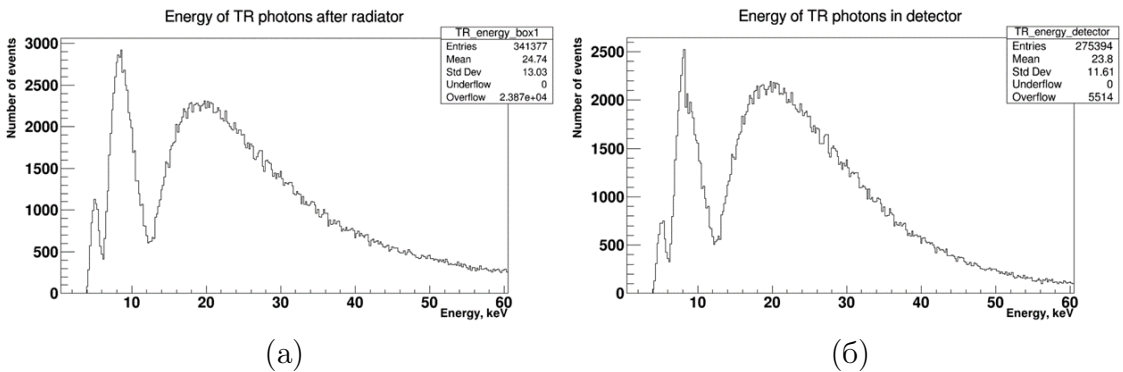 Energy of TR photons after radiator
TR_energy_box1
Entries 341377
Mean 24.74
Std Dev 13.03
Underflow 0
Overflow 2.387e+04
Number of events
3000
2500
2000
1500
1000
500
0
10 20 30 40 50 60
Energy, keV
(а)
Energy of TR photons in detector
TR_energy_detector
Entries 275394
Mean 23.8
Std Dev 11.61
Underflow 0
Overflow 5514
Number of events
2500
2000
1500
1000
500
0
10 20 30 40 50 60
Energy, keV
(б)